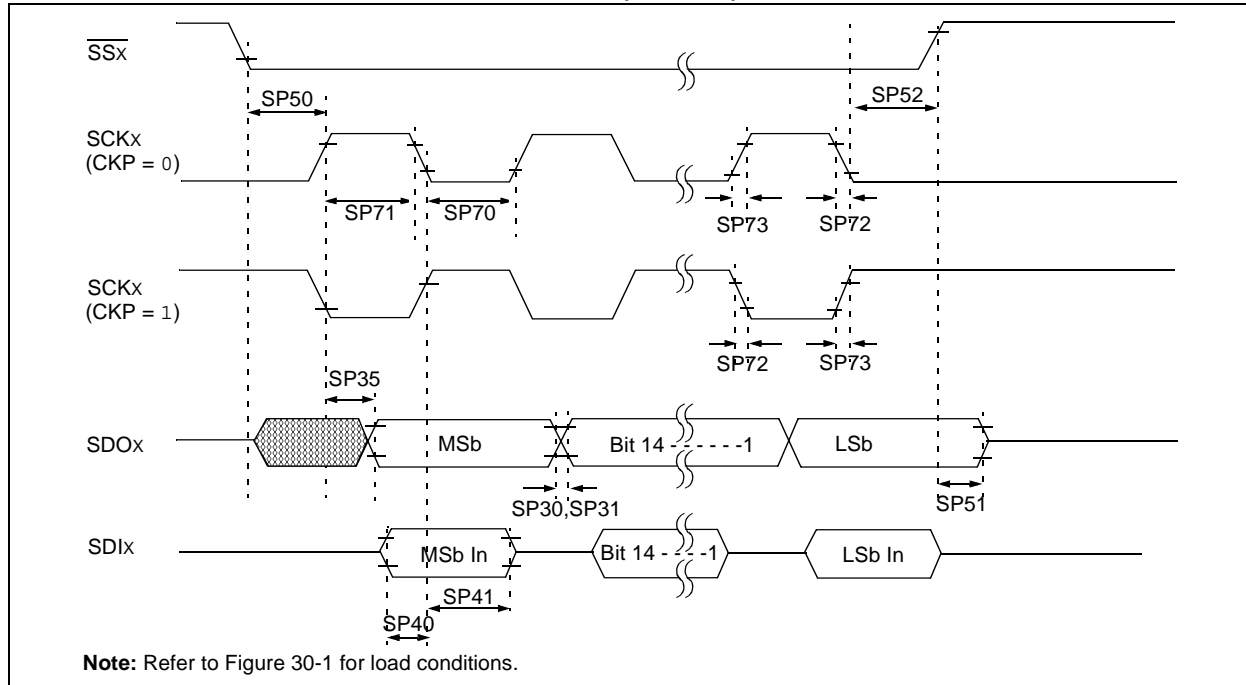 SSX
SP50
SP52
SCKX
(CKP = 0)
SP71
SP70
SP73
SP72
SCKX
(CKP = 1)
SP72
SP73
SP35
SDOX
MSb
Bit 14 - - - - - -1
LSb
SP30,SP31
SP51
SDIX
MSb In
Bit 14 - - - -1
LSb In
SP41
SP40
Note: Refer to Figure 30-1 for load conditions.